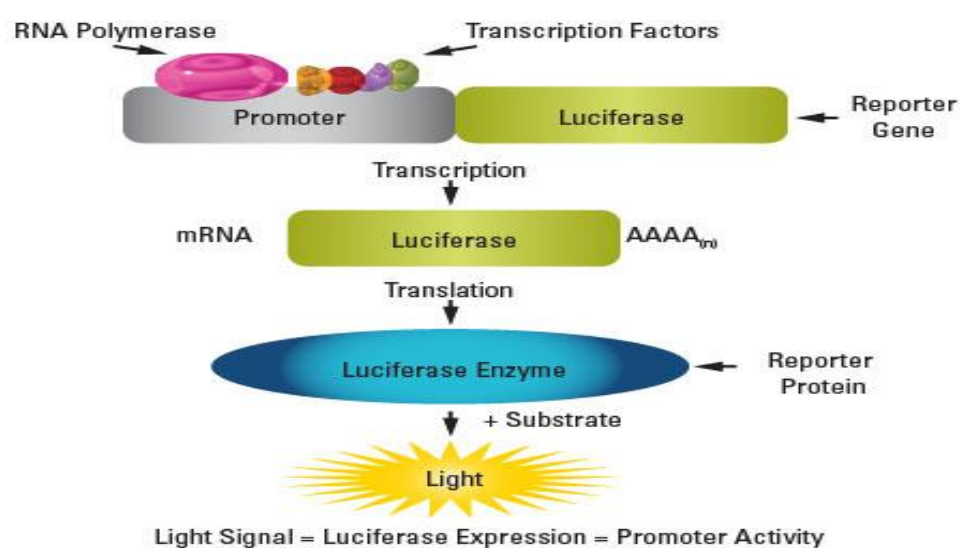 RNA Polymerase
Transcription Factors
Promoter
Luciferase
Reporter
Gene
Transcription
mRNA
Luciferase
AAAA(n)
Translation
Luciferase Enzyme
Reporter
Protein
+ Substrate
Light
Light Signal = Luciferase Expression = Promoter Activity